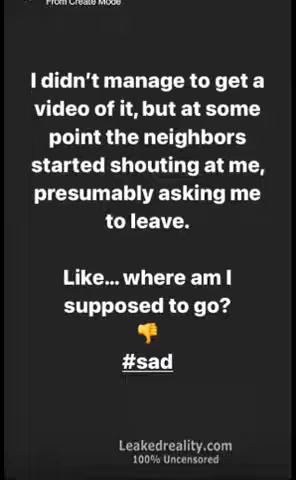 From Create Mode
I didn't manage to get a
video of it, but at some
point the neighbors
started shouting at me,
presumably asking me
to leave.
Like... where am I
supposed to go?
👎
#sad
Leakedreality.com
100% Uncensored